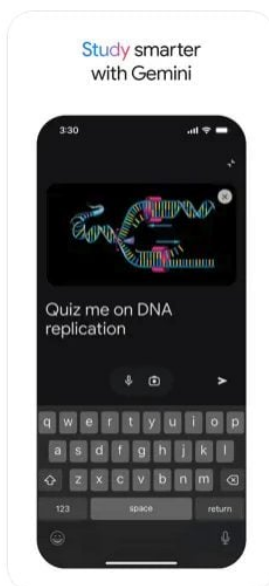 Study smarter
with Gemini
3:30
Quiz me on DNA
replication
q w e r t y u i o p
a s d f g h j k l
z x c v b n m
123 space return